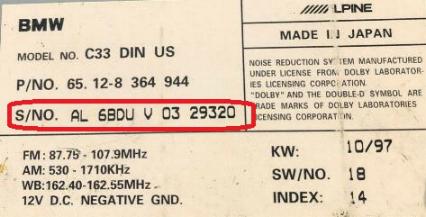 BMW
MODEL NO. C33 DIN US
P/NO. 65. 12-8 364 944
S/NO. AL 6BDU V 03 29320
FM: 87.75 - 107.9MHz
AM: 530 - 1710KHz
WB:162.40-162.55MHz
12V D.C. NEGATIVE GND.
ALPINE
MADE IN JAPAN
NOISE REDUCTION SYSTEM MANUFACTURED
UNDER LICENSE FROM DOLBY LABORATOR-
IES LICENSING CORPORATION.
"DOLBY" AND THE DOUBLE-D SYMBOL ARE
TRADE MARKS OF DOLBY LABORATORIES
LICENSING CORPORATION.
KW: 10/97
SW/NO. 18
INDEX: 14